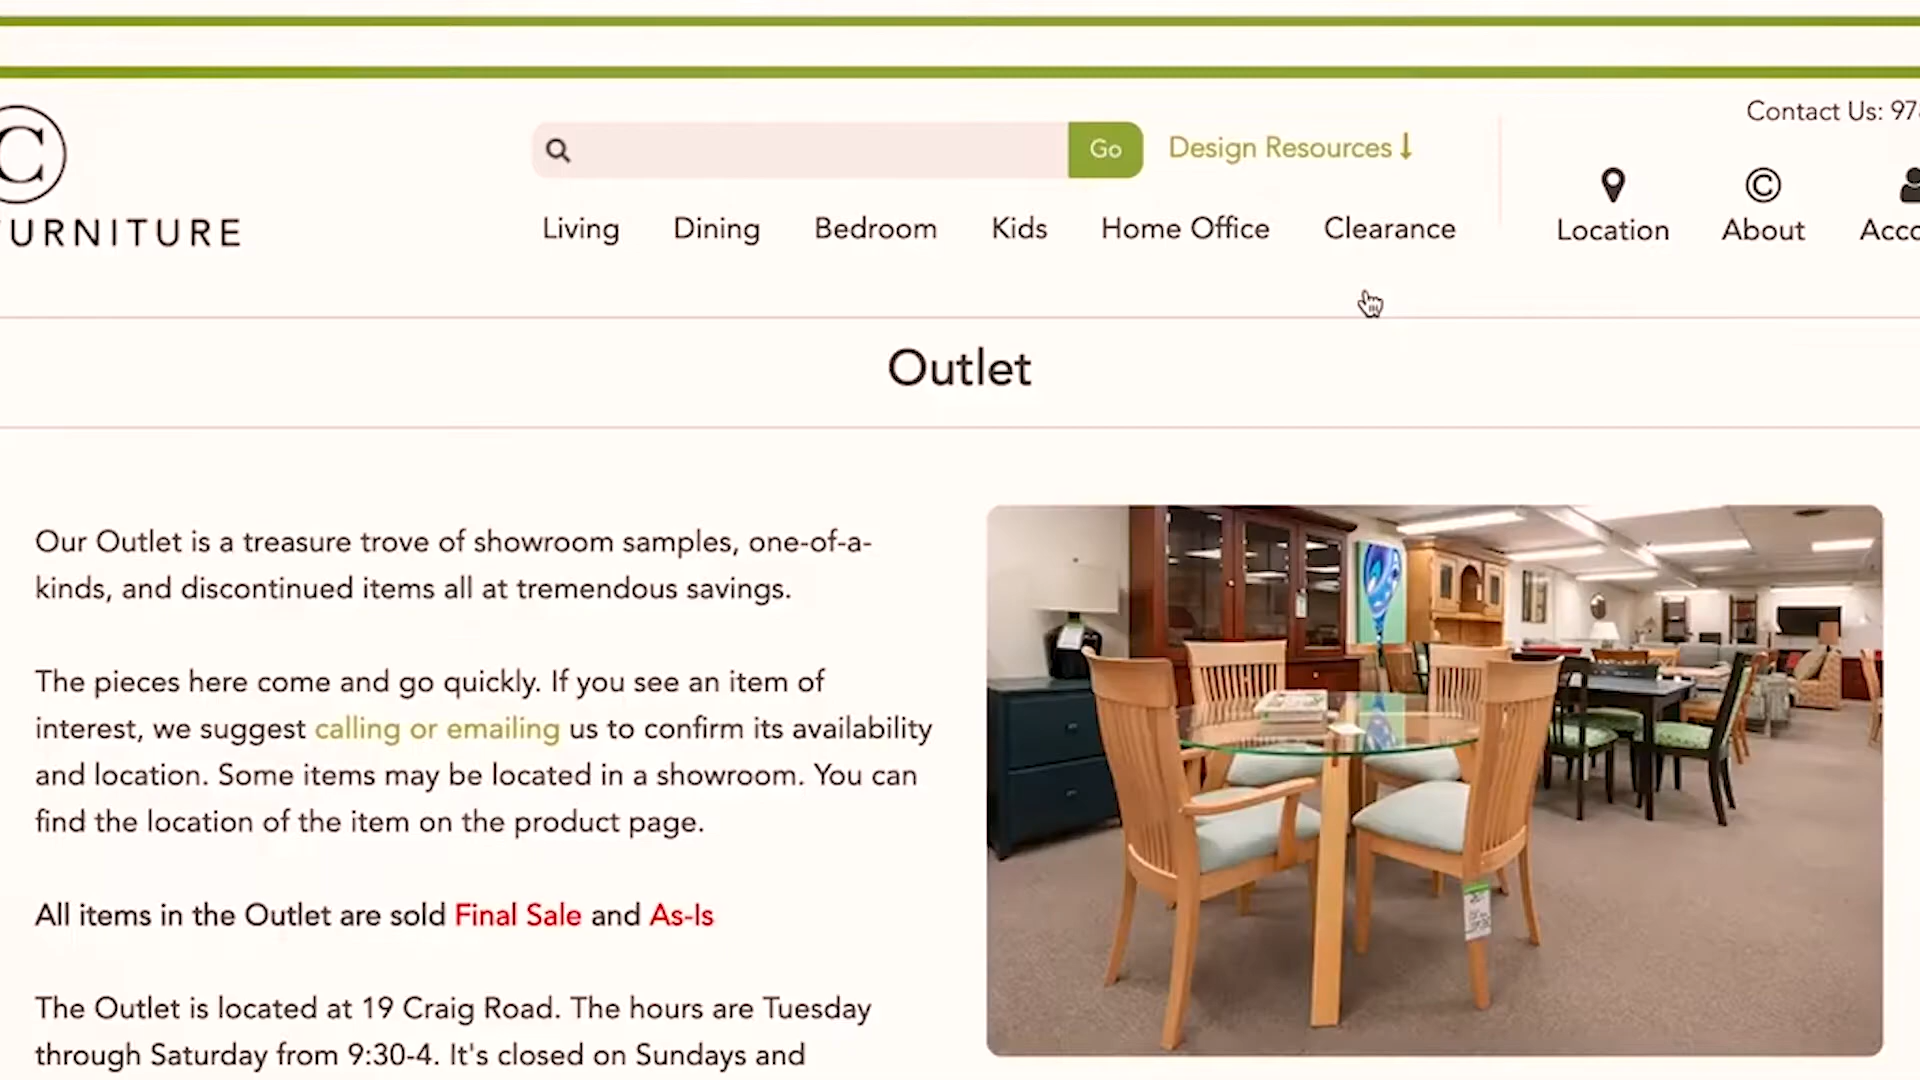 Contact Us: 97
C
Go
Design Resources
FURNITURE
Living Dining Bedroom Kids Home Office Clearance
Location © About Acco
Outlet
Our Outlet is a treasure trove of showroom samples, one-of-a-
kinds, and discontinued items all at tremendous savings.
The pieces here come and go quickly. If you see an item of
interest, we suggest calling or emailing us to confirm its availability
and location. Some items may be located in a showroom. You can
find the location of the item on the product page.
All items in the Outlet are sold Final Sale and As-Is
The Outlet is located at 19 Craig Road. The hours are Tuesday
through Saturday from 9:30-4. It's closed on Sundays and